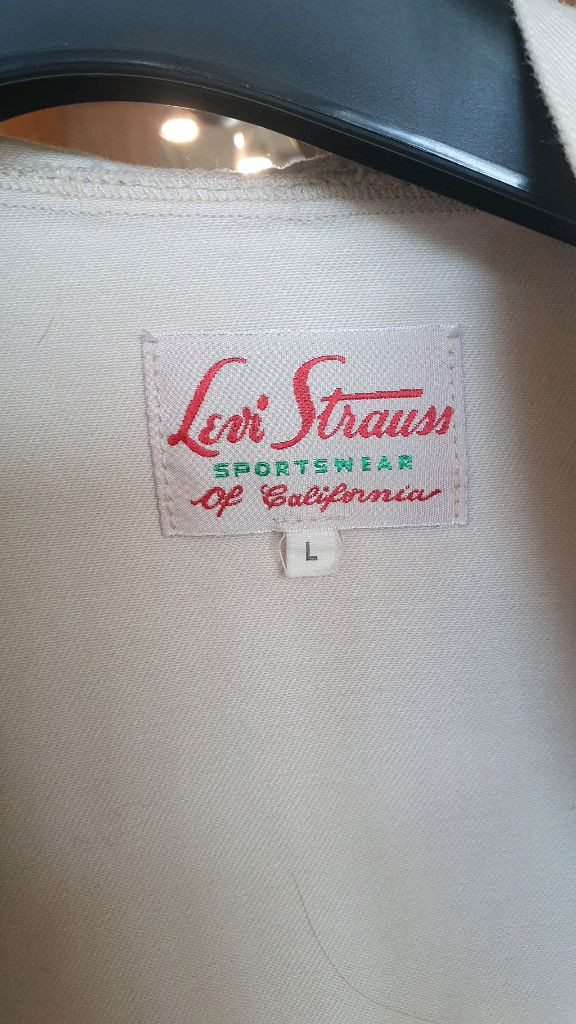 Levi Strauss
SPORTSWEAR
Of California
L